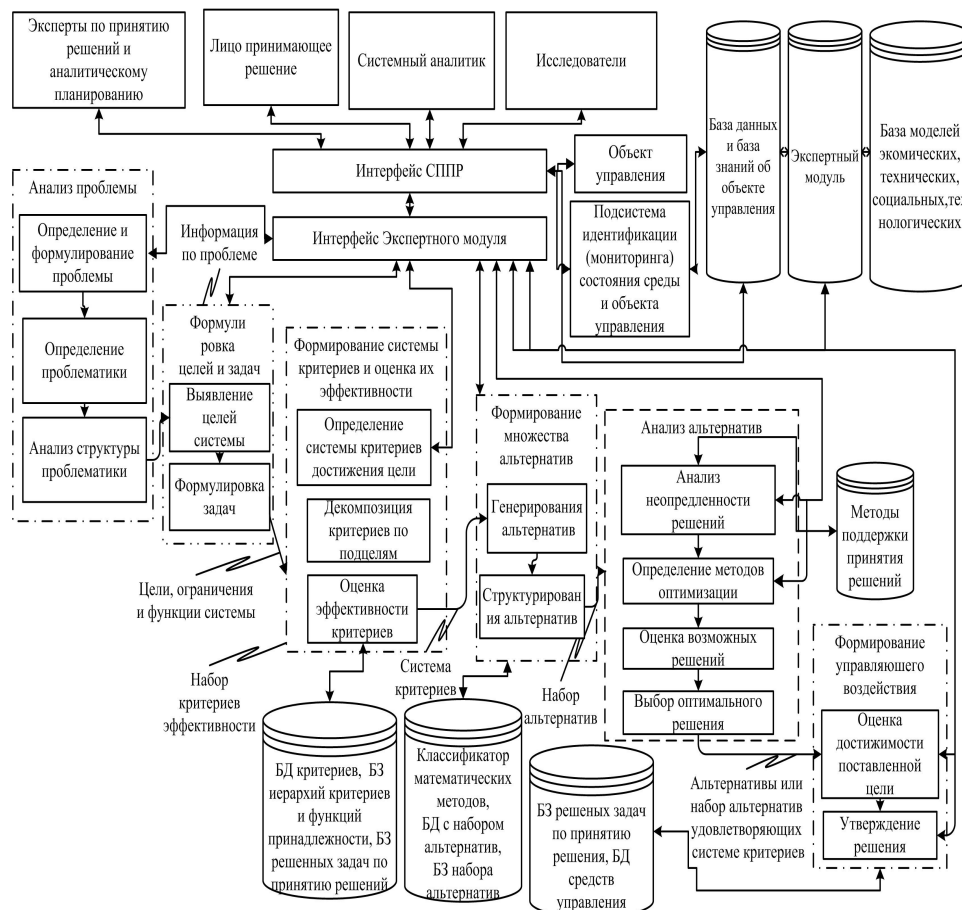 Эксперты по принятию
решений и
аналитическому
планированию
Лицо принимающее
решение
Системный аналитик
Исследователи
База данных
и база
знаний об
объекте
управления
Экспертный
модуль
База моделей
экомических,
технических,
социальных,тех
нологических
Интерфейс СППР
Объект
управления
Интерфейс Экспертного модуля
Подсистема
идентификации
(мониторинга)
состояния среды
и объекта
управления
Анализ проблемы
Определение и
формулирование
проблемы
Определение
проблематики
Анализ структуры
проблематики
Информация
по проблеме
Формули
ровка
целей и задач
Выявление
целей
системы
Формулировка
задач
Цели, ограничения
и функции системы
Формирование системы
критериев и оценка их
эффективности
Определение
системы критериев
достижения цели
Декомпозиция
критериев по
подцелям
Оценка
эффективности
критериев
Набор
критериев
эффективности
Система
критериев
Формирование
множества
альтернатив
Генерирования
альтернатив
Структурирован
ия альтернатив
Набор
альтернатив
Анализ альтернатив
Анализ
неопредленности
решений
Определение методов
оптимизации
Оценка возможных
решений
Выбор оптимального
решения
Методы
поддержки
принятия
решений
Формирование
управляюшего
воздействия
Оценка
достижимости
поставленной
цели
Утверждение
решения
Альтернативы или
набор альтернатив
удовлетворяющих
системе критериев
БД критериев, БЗ
иерархий критериев
и функций
принадлежности, БЗ
решенных задач по
принятию решений
Классификатор
математических
методов,
БД с набором
альтернатив,
БЗ набора
альтернатив
БЗ решеных задач
по принятию
решения, БД
средств
управления